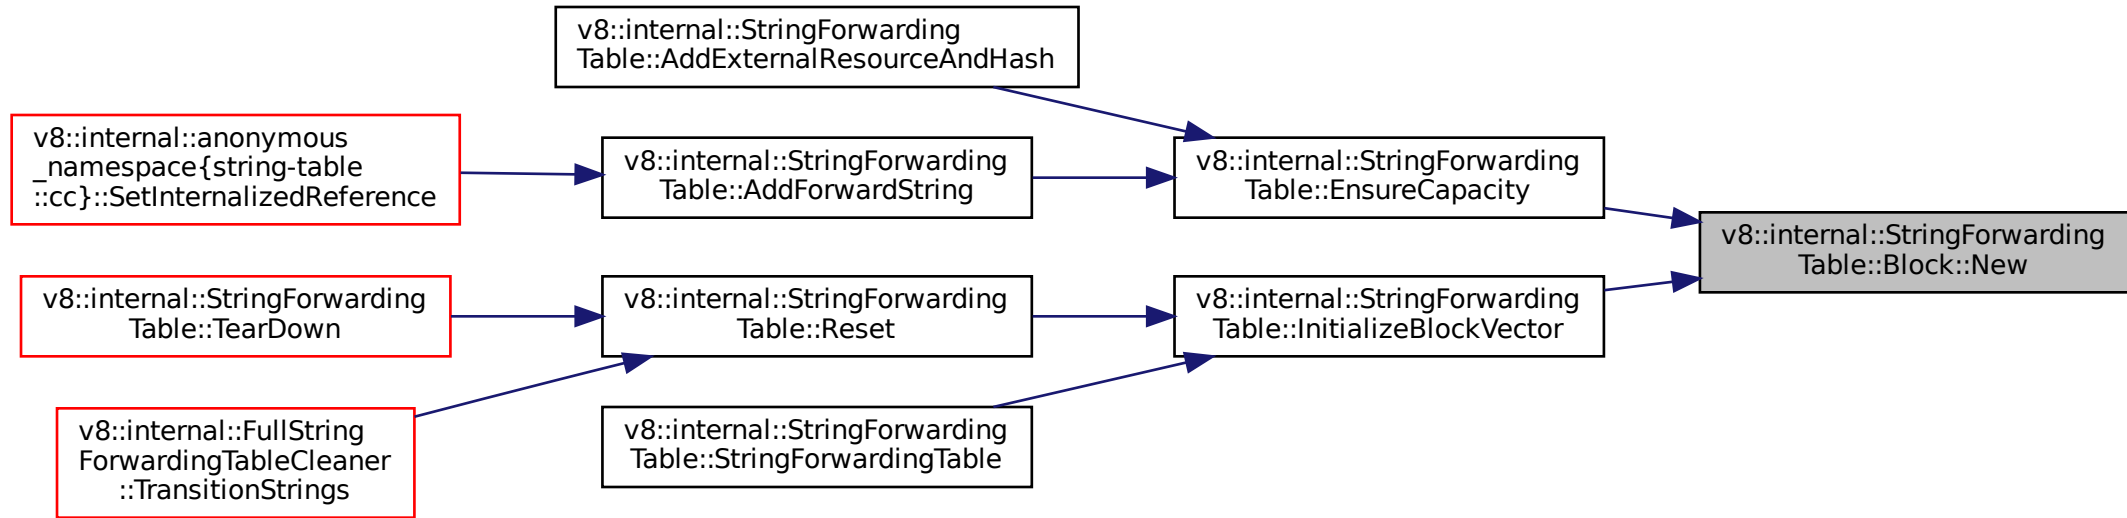 v8::internal::StringForwarding
Table::AddExternalResourceAndHash
v8::internal::anonymous
_namespace{string-table
::cc}::SetInternalizedReference
v8::internal::StringForwarding
Table::AddForwardString
v8::internal::StringForwarding
Table::EnsureCapacity
v8::internal::StringForwarding
Table::Block::New
v8::internal::StringForwarding
Table::TearDown
v8::internal::StringForwarding
Table::Reset
v8::internal::StringForwarding
Table::InitializeBlockVector
v8::internal::FullString
ForwardingTableCleaner
::TransitionStrings
v8::internal::StringForwarding
Table::StringForwardingTable